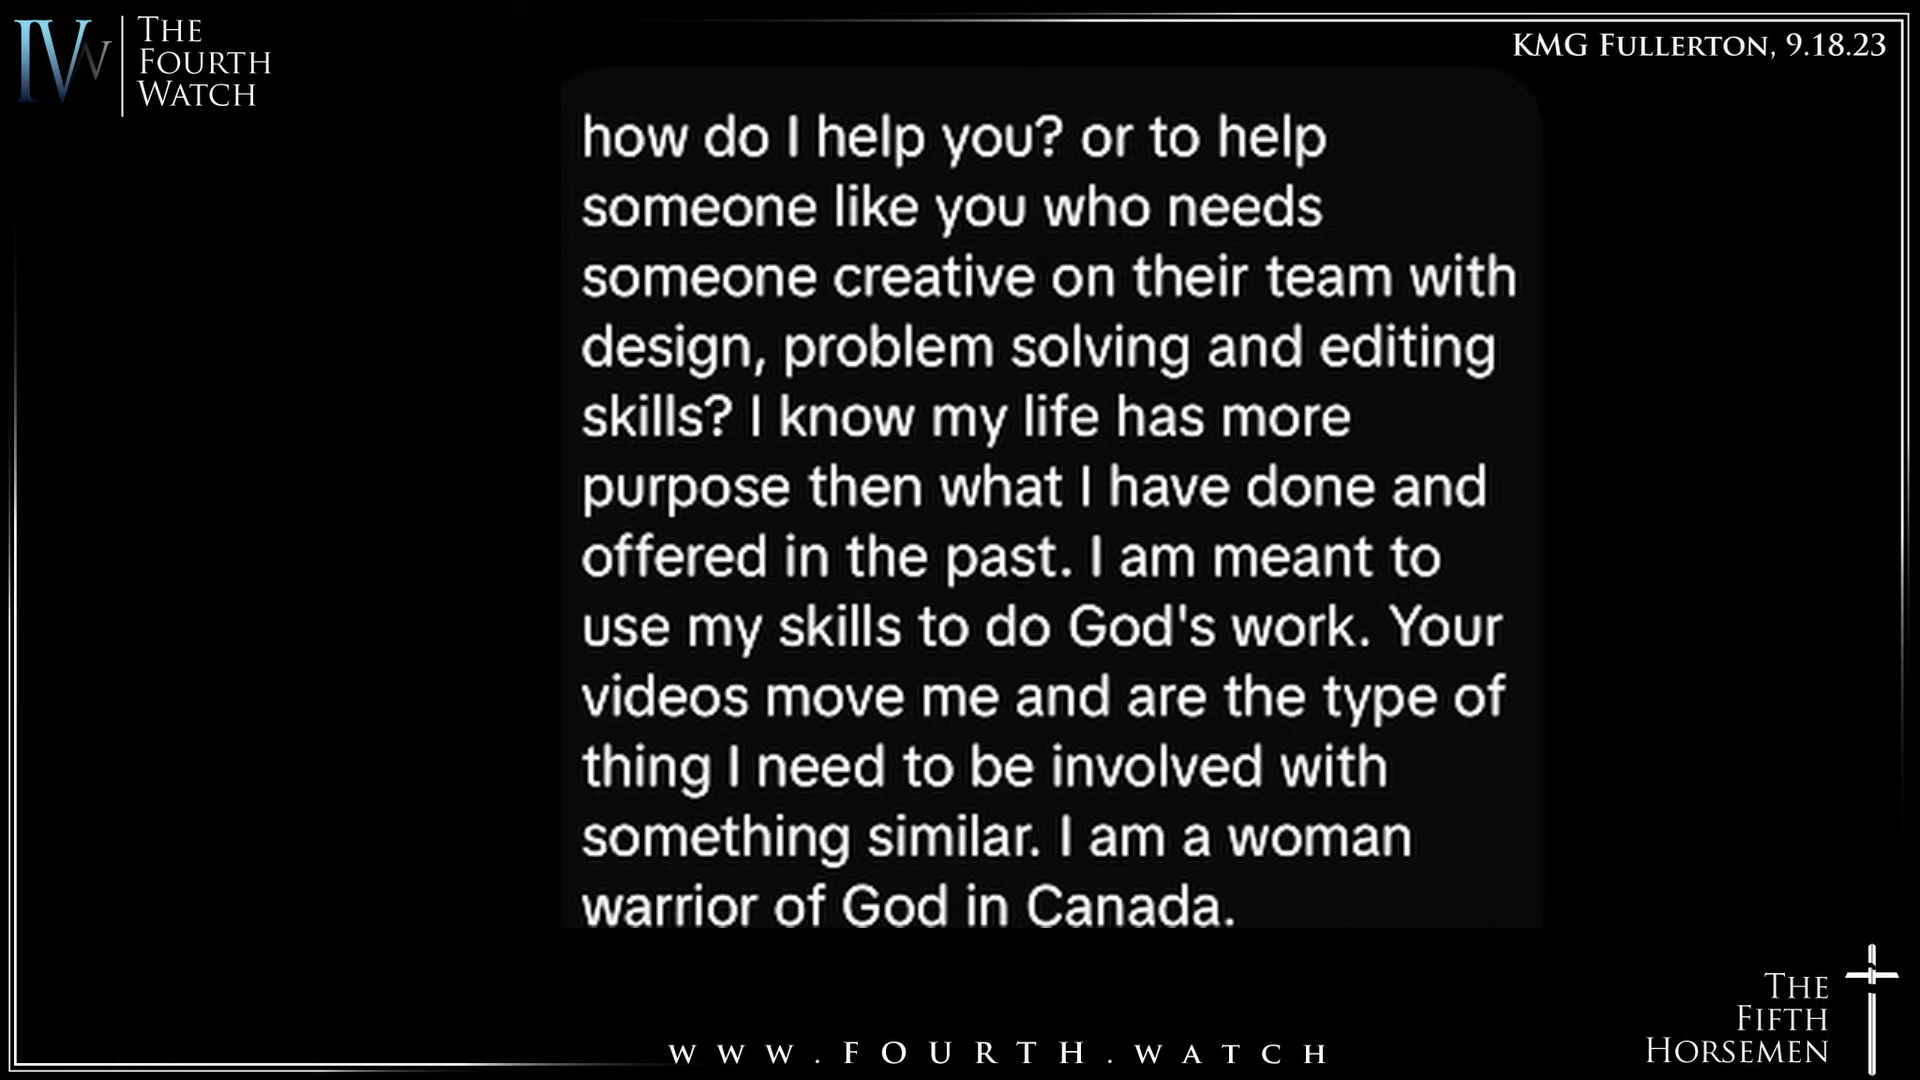 IVW
THE
FOURTH
WATCH
KMG FULLERTON, 9.18.23
how do I help you? or to help
someone like you who needs
someone creative on their team with
design, problem solving and editing
skills? I know my life has more
purpose then what I have done and
offered in the past. I am meant to
use my skills to do God's work. Your
videos move me and are the type of
thing I need to be involved with
something similar. I am a woman
warrior of God in Canada.
THE
FIFTH
HORSEMEN
WWW.FOURTH.WATCH